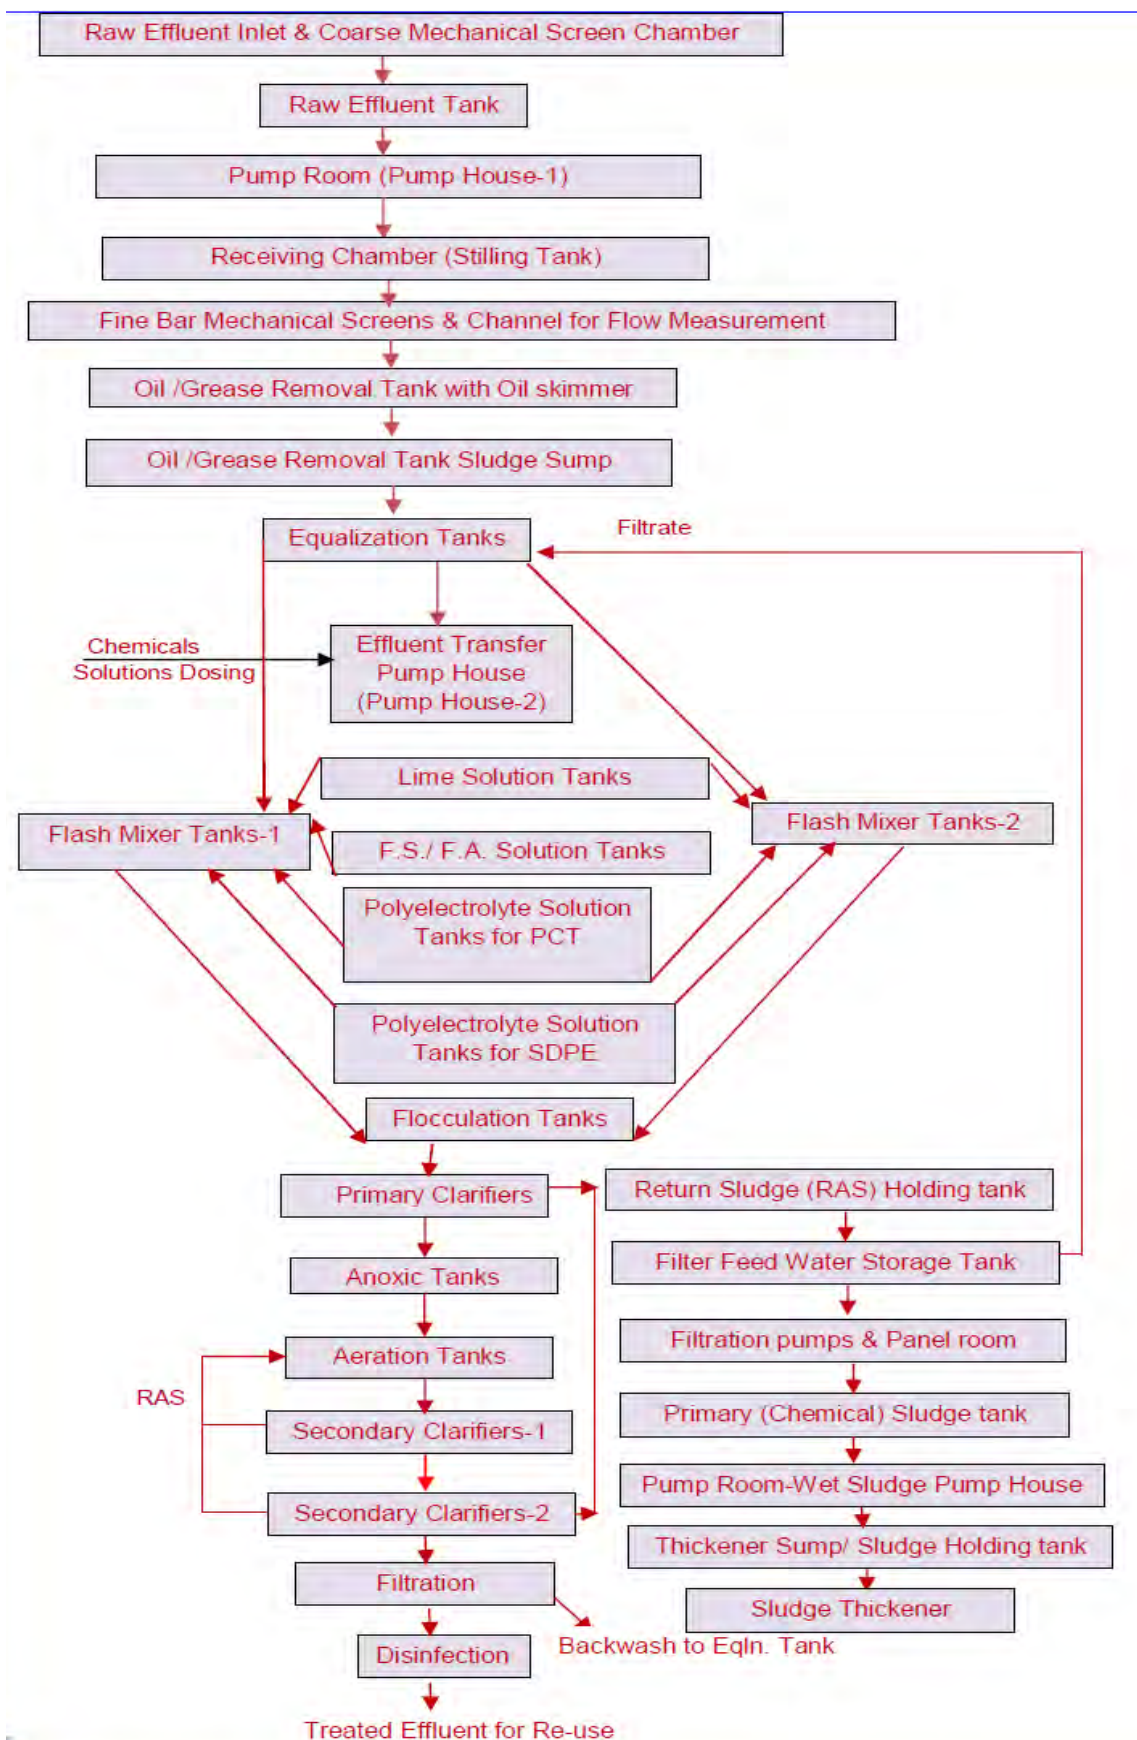 Raw Effluent Inlet & Coarse Mechanical Screen Chamber
Raw Effluent Tank
Pump Room (Pump House-1)
Receiving Chamber (Stilling Tank)
Fine Bar Mechanical Screens & Channel for Flow Measurement
Oil /Grease Removal Tank with Oil skimmer
Oil /Grease Removal Tank Sludge Sump
Equalization Tanks
Filtrate
Chemicals
Solutions Dosing
Effluent Transfer
Pump House
(Pump House-2)
Lime Solution Tanks
Flash Mixer Tanks-1
Flash Mixer Tanks-2
F.S./ F.A. Solution Tanks
Polyelectrolyte Solution
Tanks for PCT
Polyelectrolyte Solution
Tanks for SDPE
Flocculation Tanks
Primary Clarifiers
Anoxic Tanks
Aeration Tanks
RAS
Secondary Clarifiers-1
Secondary Clarifiers-2
Filtration
Backwash to Eqln. Tank
Disinfection
Treated Effluent for Re-use
Return Sludge (RAS) Holding tank
Filter Feed Water Storage Tank
Filtration pumps & Panel room
Primary (Chemical) Sludge tank
Pump Room-Wet Sludge Pump House
Thickener Sump/ Sludge Holding tank
Sludge Thickener